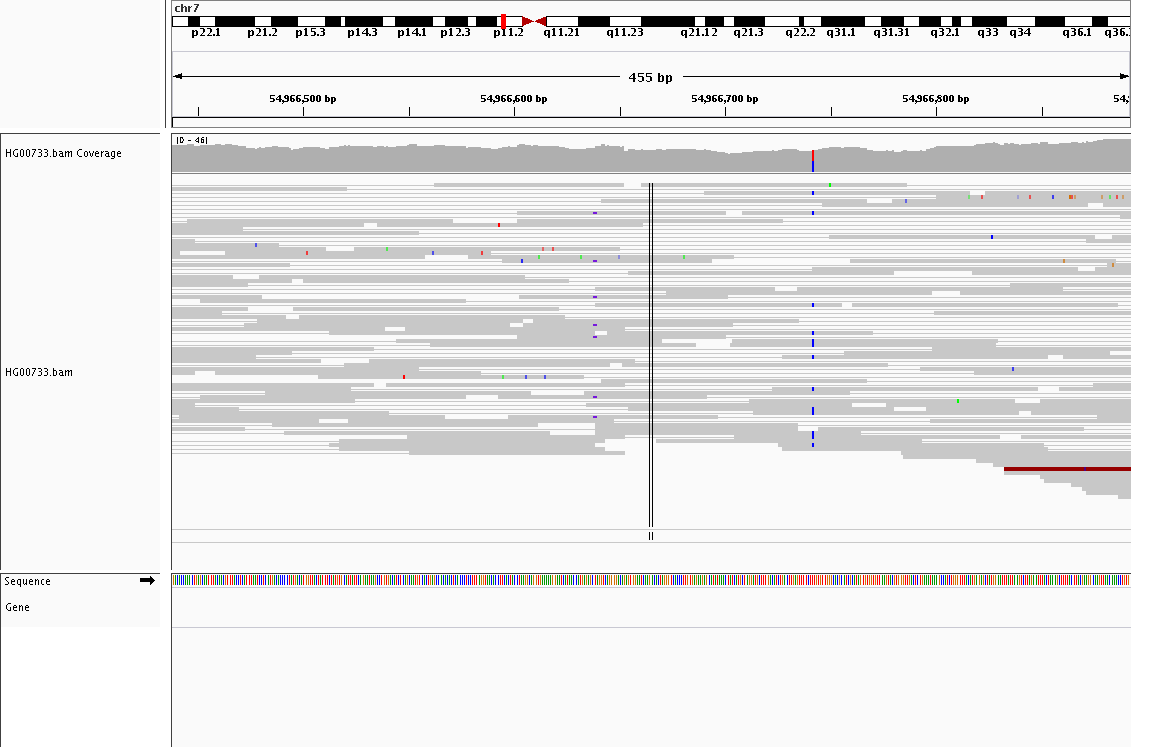 chr7
p22.1 p21.2 p15.3 p14.3 p14.1 p12.3 p11.2 q11.21 q11.23 q21.12 q21.3 q22.2 q31.1 q31.31 q32.1 q33 q34 q36.1 q36.
455 bp
54,966,500 bp 54,966,600 bp 54,966,700 bp 54,966,800 bp 54,
[0 - 46]
HG00733.bam Coverage
HG00733.bam
Sequence
Gene